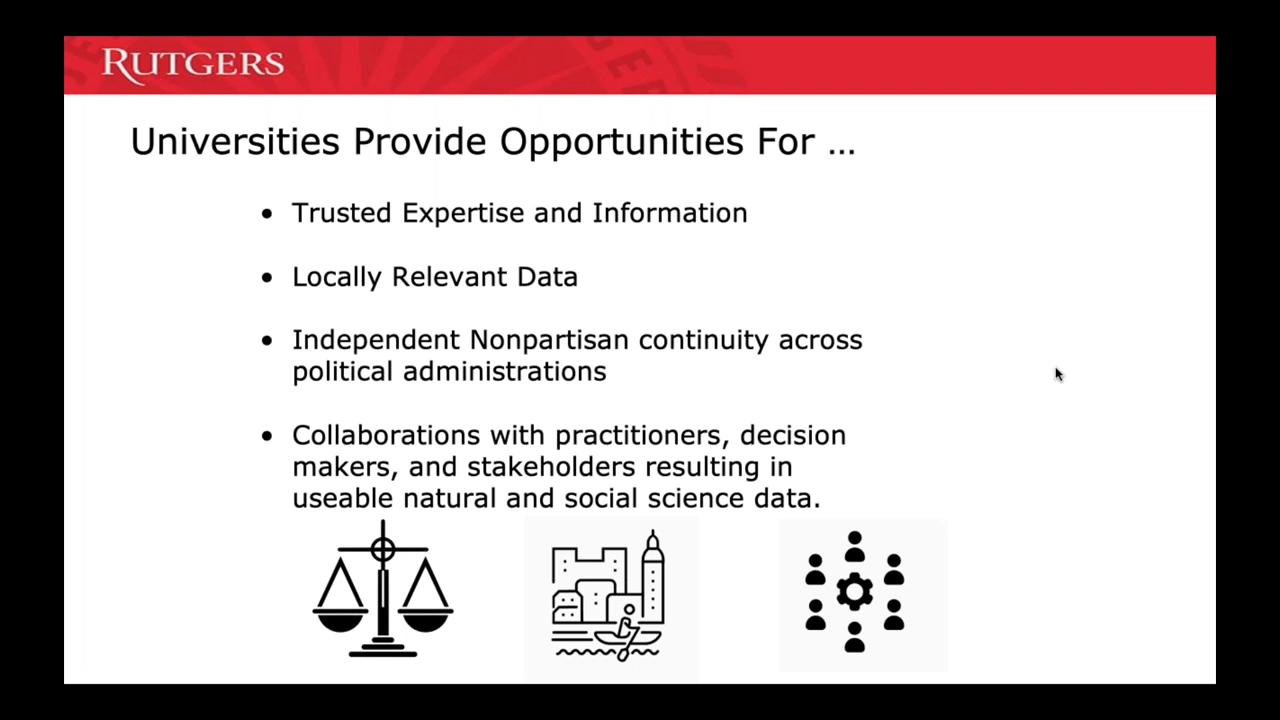 RUTGERS
Universities Provide Opportunities For ...
• Trusted Expertise and Information
• Locally Relevant Data
• Independent Nonpartisan continuity across
political administrations
• Collaborations with practitioners, decision
makers, and stakeholders resulting in
useable natural and social science data.